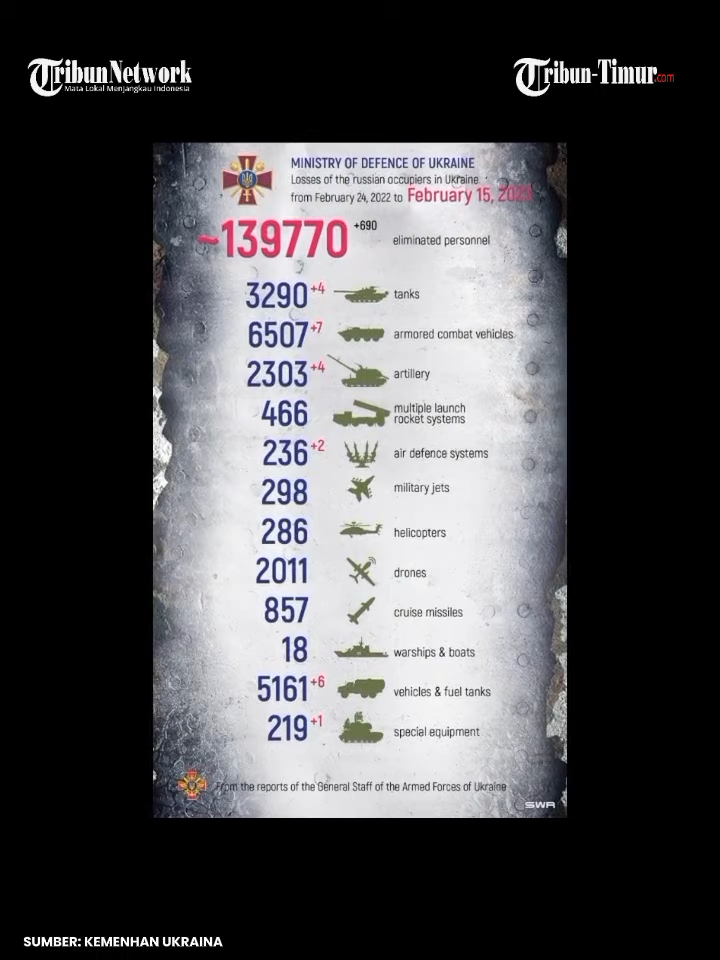 TribunNetwork
Mata Lokal Menjangkau Indonesia
Tribun-Timur.com
MINISTRY OF DEFENCE OF UKRAINE
Losses of the russian occupiers in Ukraine
from February 24, 2022 to February 15, 2023
~139770 +690 eliminated personnel
3290 +4 tanks
6507 +7 armored combat vehicles
2303 +4 artillery
466 multiple launch
rocket systems
236 +2 air defence systems
298 military jets
286 helicopters
2011 drones
857 cruise missiles
18 warships & boats
5161 +6 vehicles & fuel tanks
219 +1 special equipment
From the reports of the General Staff of the Armed Forces of Ukraine
SWR
SUMBER: KEMENHAN UKRAINA